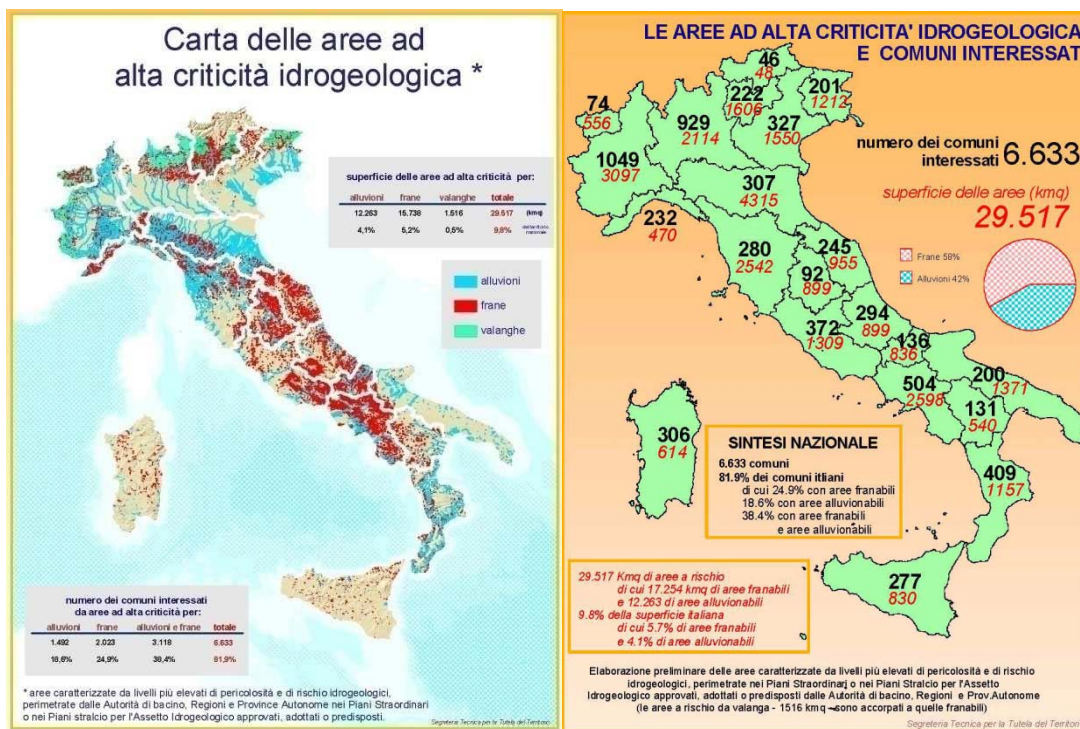 Carta delle aree ad
alta criticità idrogeologica *
superficie delle aree ad alta criticità per:
alluvioni frane valanghe totale
12.263 15.738 1.516 29.517 (kmq)
4,1% 5,2% 0,5% 9,8%
alluvioni
frane
valanghe
numero dei comuni interessati
da aree ad alta criticità per:
alluvioni frane alluvioni e frane totale
1.492 2.023 3.118 6.633
18,6% 24,9% 38,4% 81,9%
* aree caratterizzate da livelli più elevati di pericolosità e di rischio idrogeologico,
perimetrate dalle Autorità di bacino, Regioni e Province Autonome nei Piani Straordinari
o nei Piani stralcio per l'Assetto Idrogeologico approvati, adottati o predisposti.
Segreteria Tecnica per la Tutela del Territorio
LE AREE AD ALTA CRITICITA' IDROGEOLOGICA
E COMUNI INTERESSATI
46
48
222
1606
201
1212
74
556
929
2114
327
1550
1049
3097
307
4315
232
470
280
2542
245
955
92
899
294
899
372
1309
136
836
504
2598
200
1371
131
540
306
614
409
1157
277
830
numero dei comuni
interessati 6.633
superficie delle aree (kmq)
29.517
Frane 58%
Alluvioni 42%
SINTESI NAZIONALE
6.633 comuni
81.9% dei comuni itliani
di cui 24.9% con aree franabili
18.6% con aree alluvionabili
38.4% con aree franabili
e aree alluvionabili
29.517 Kmq di aree a rischio
di cui 17.254 kmq di aree franabili
e 12.263 di aree alluvionabili
9.8% della superficie italiana
di cui 5.7% di aree franabili
e 4.1% di aree alluvionabili
Elaborazione preliminare delle aree caratterizzate da livelli più elevati di pericolosità e di rischio
idrogeologici, perimetrate nei Piani Straordinarj o nei Piani Stralcio per l'Assetto
Idrogeologico approvati, adottati o predisposti dalle Autorità di bacino, Regioni e Prov.Autonome
(le aree a rischio da valanga - 1516 kmq - sono accorpati a quelle franabili)
Segreteria Tecnica per la Tutela del Territori